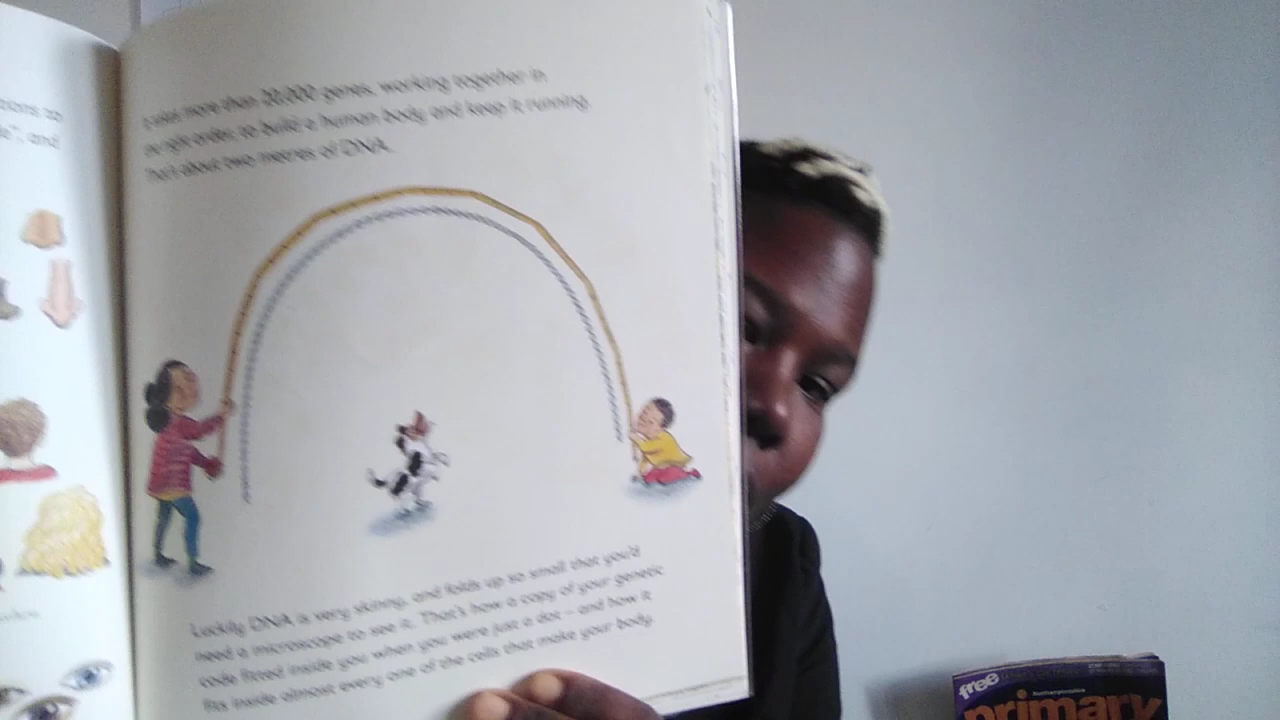 more than 20,000 genes, working together in
right order, to build a human body and keep it running.
That's about two metres of DNA.
Luckily, DNA is very skinny, and folds up so small that you'd
need a microscope to see it. That's how a copy of your genetic
code fitted inside you when you were just a dot – and how it
fits inside almost every one of the cells that make your body.
and
free
Northamptonshire
primary